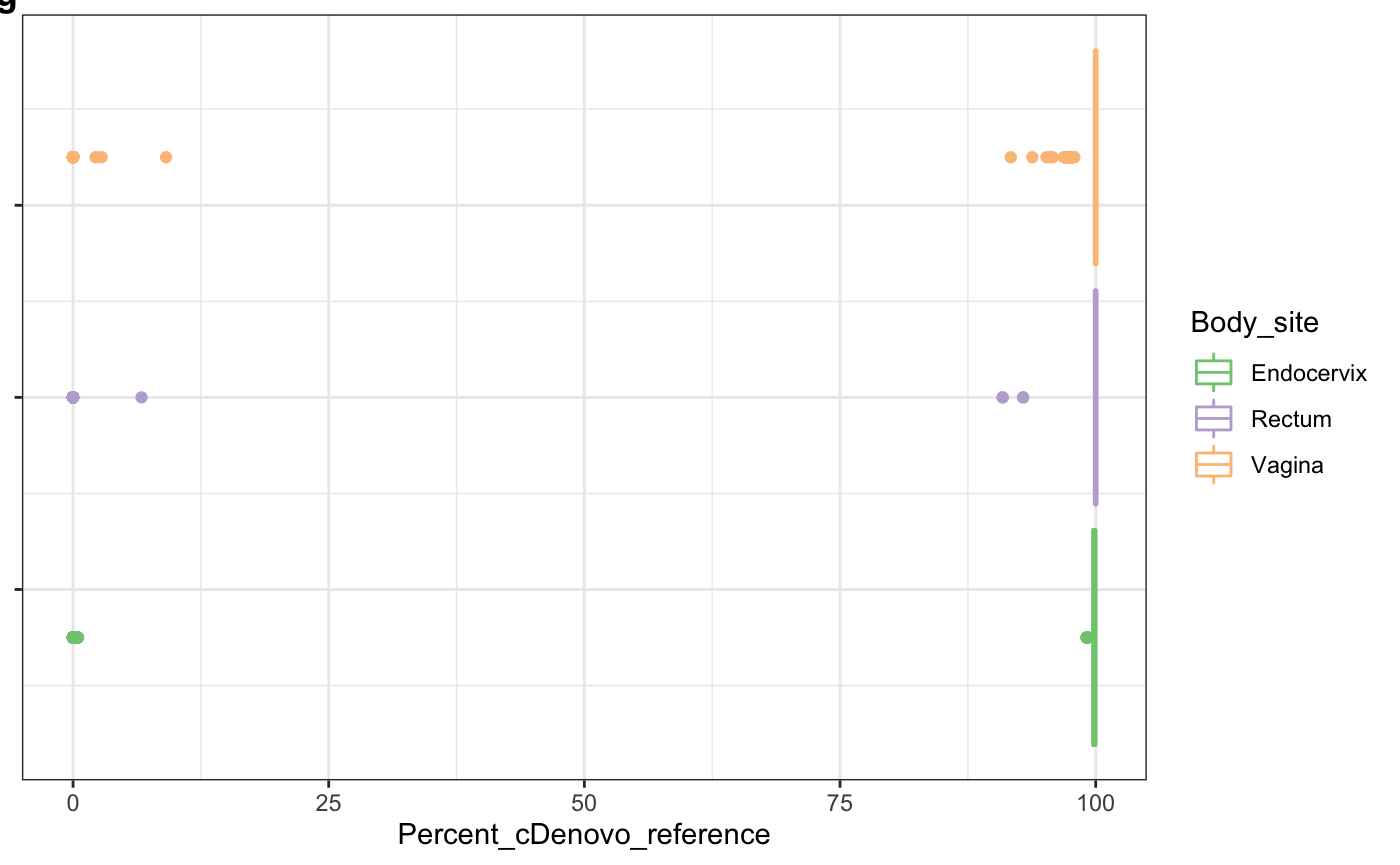 g
Body_site
Endocervix
Rectum
Vagina
0 25 50 75 100
Percent_cDenovo_reference